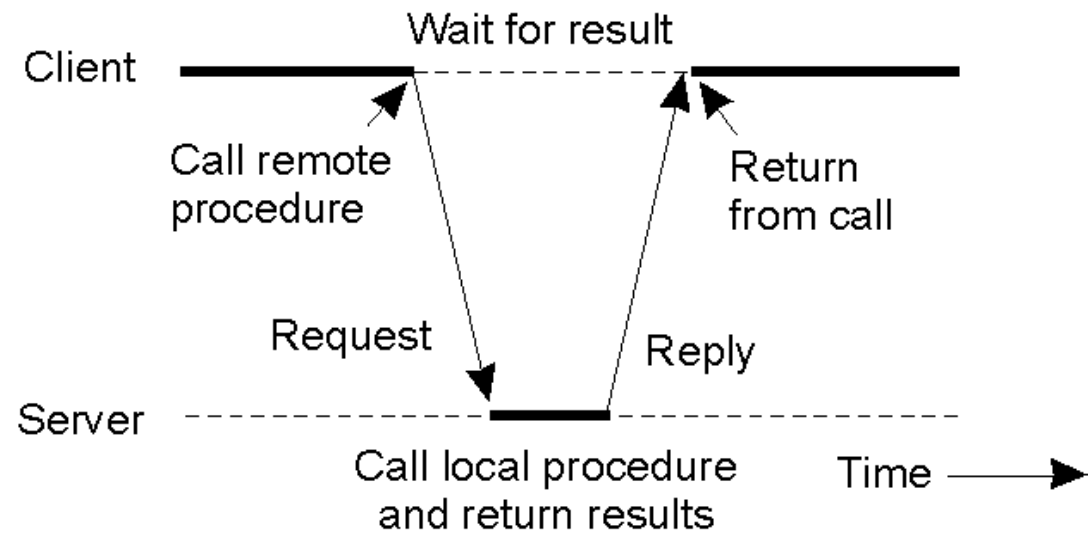 Wait for result
Client
Call remote
procedure
Return
from call
Request
Reply
Server
Call local procedure
and return results
Time